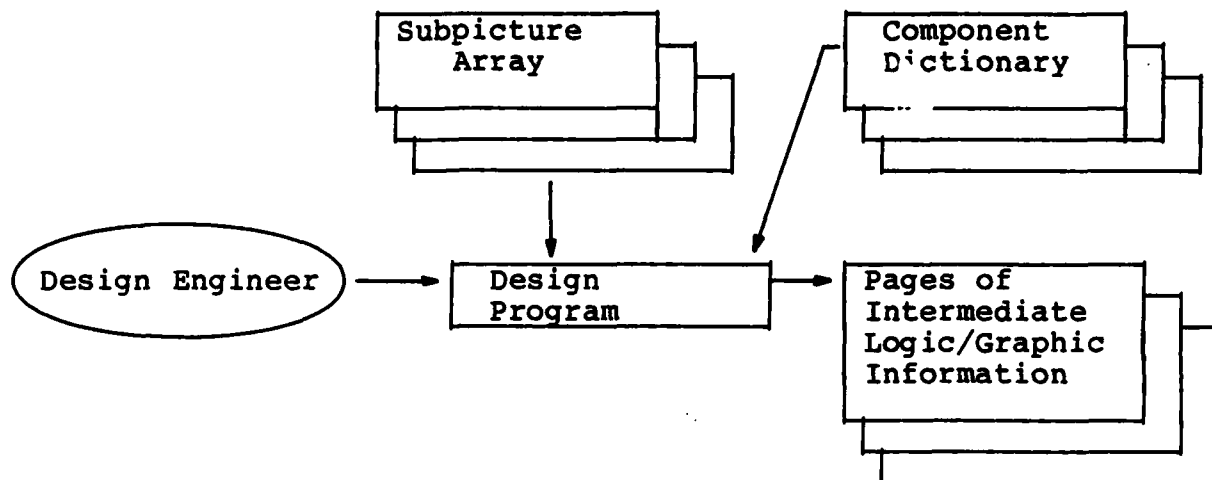 Subpicture
Array
Component
Dictionary
Design Engineer
Design
Program
Pages of
Intermediate
Logic/Graphic
Information